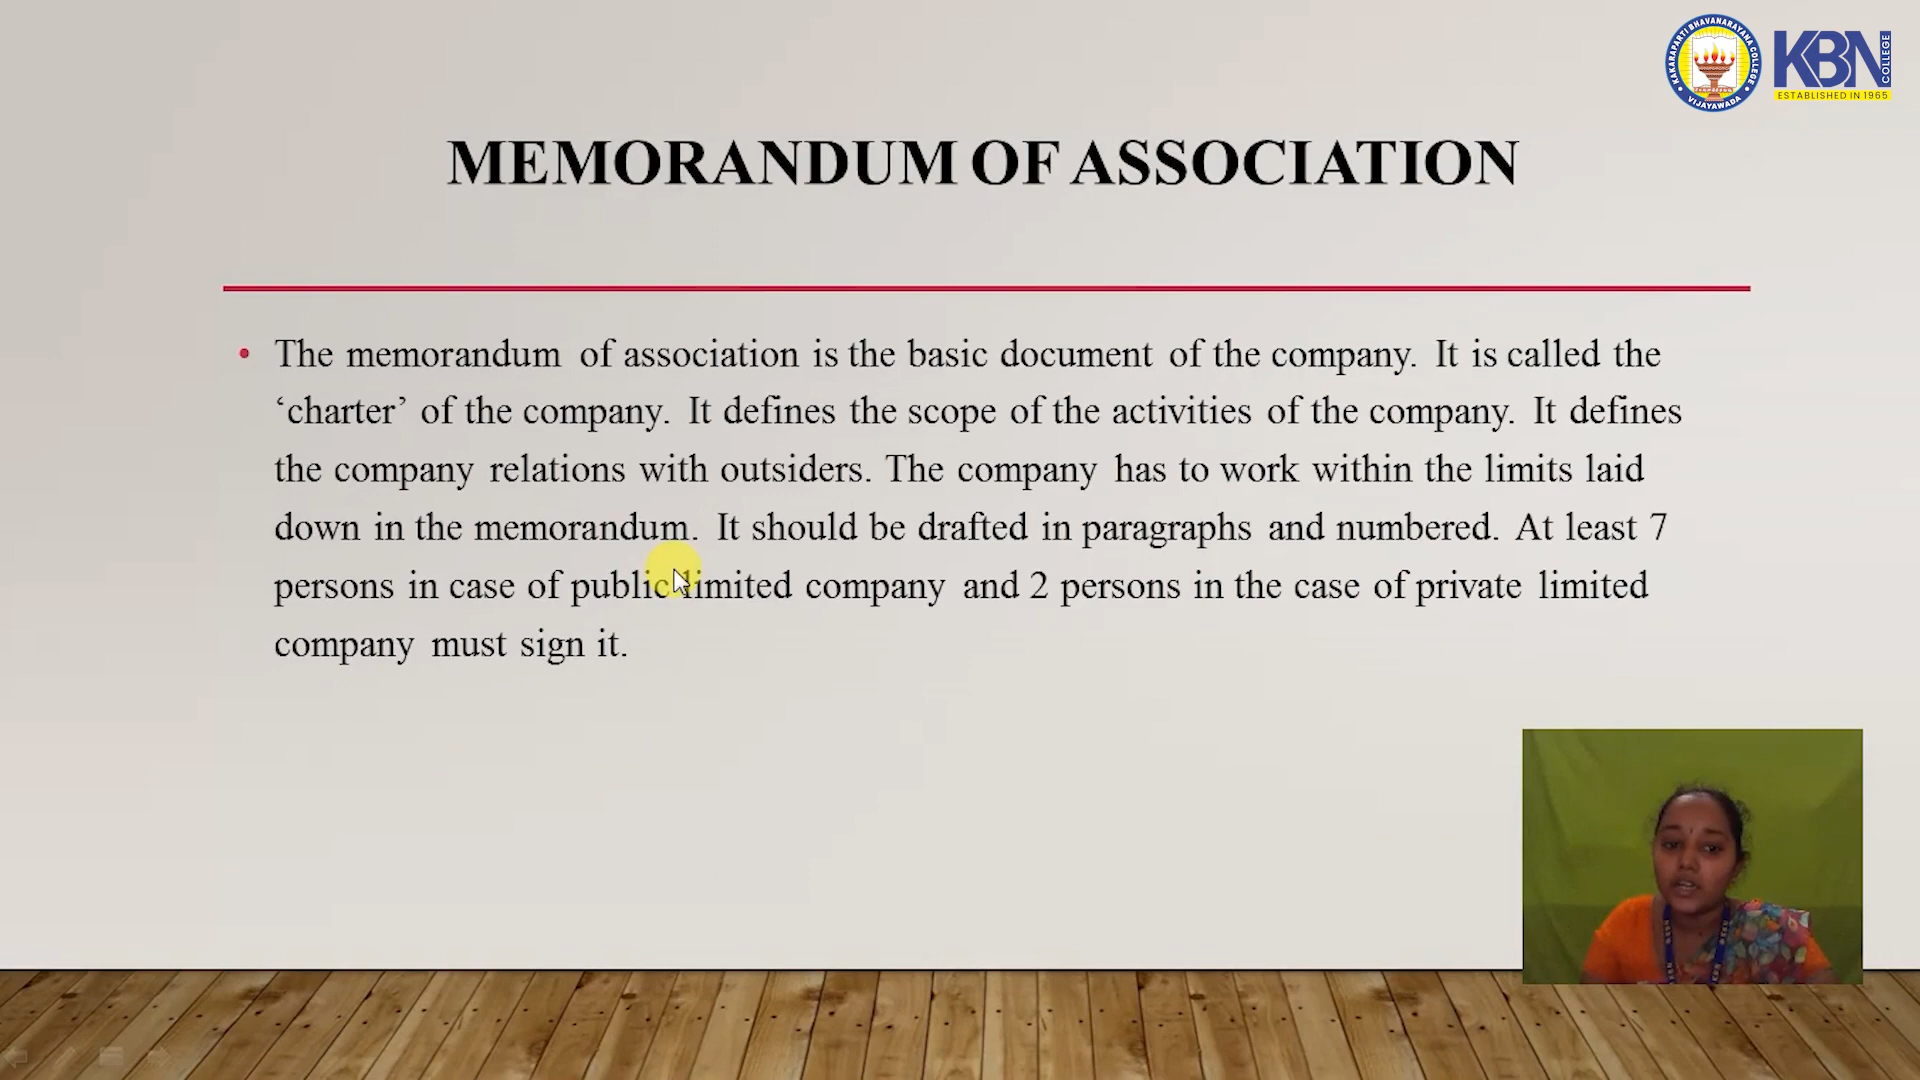 KAKARAPARTI BHAVANARAYANA COLLEGE
VIJAYAWADA
KBN
COLLEGE
ESTABLISHED IN 1965
MEMORANDUM OF ASSOCIATION
• The memorandum of association is the basic document of the company. It is called the
‘charter’ of the company. It defines the scope of the activities of the company. It defines
the company relations with outsiders. The company has to work within the limits laid
down in the memorandum. It should be drafted in paragraphs and numbered. At least 7
persons in case of public limited company and 2 persons in the case of private limited
company must sign it.